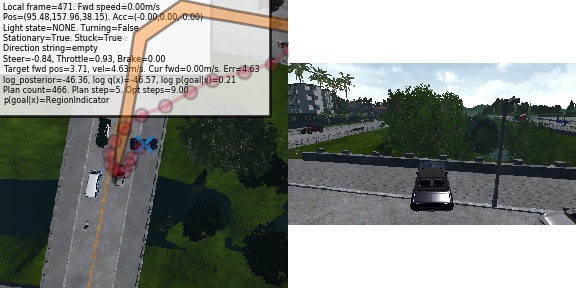 Local frame=471. Fwd speed=0.00m/s
Pos=(95.48,157.96,38.15). Acc=(-0.00,0.00,-0.00)
Light state=NONE. Turning=False
Stationary=True. Stuck=True
Direction string=empty
Steer=-0.84, Throttle=0.93, Brake=0.00
Target fwd pos=3.71, vel=4.63m/s. Cur fwd=0.00m/s. Err=4.63
log_posterior=-46.36, log q(x)=-46.57, log p(goal|x)=0.21
Plan count=466. Plan step=5. Opt steps=9.00
p(goal|x)=RegionIndicator